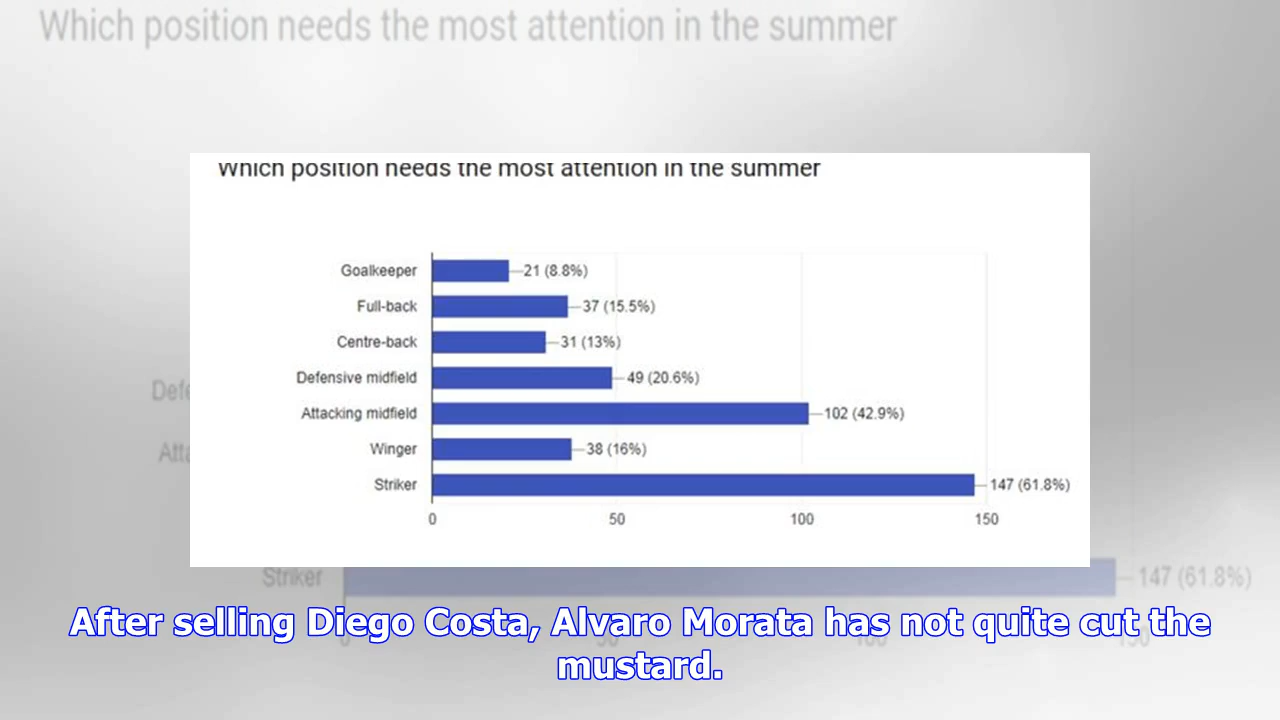 Which position needs the most attention in the summer
Which position needs the most attention in the summer
Goalkeeper 21 (8.8%)
Full-back 37 (15.5%)
Centre-back 31 (13%)
Defensive midfield 49 (20.6%)
Attacking midfield 102 (42.9%)
Winger 38 (16%)
Striker 147 (61.8%)
0 50 100 150
Defe
Atta
Striker 147 (61.8%)
After selling Diego Costa, Alvaro Morata has not quite cut the
mustard.